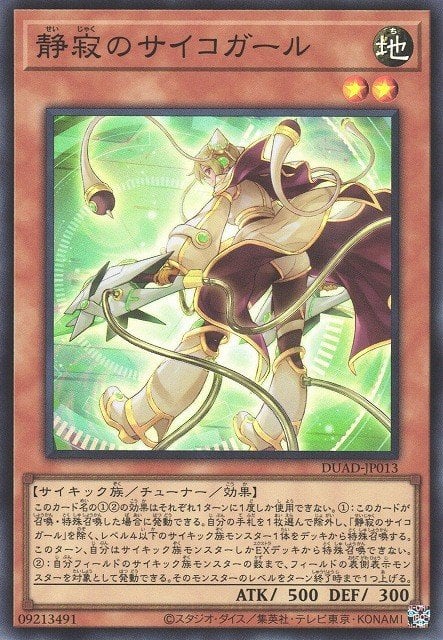 静寂のサイコガール
地
DUAD-JP013
【サイキック族／チューナー／効果】
このカード名の①②の効果はそれぞれ１ターンに１度しか使用できない。①：このカードが
召喚・特殊召喚した場合に発動できる。自分の手札を１枚選んで除外し、「静寂のサイコ
ガール」を除く、レベル４以下のサイキック族モンスター１体をデッキから特殊召喚する。
このターン、自分はサイキック族モンスターしかEXデッキから特殊召喚できない。
②：自分フィールドのサイキック族モンスターの数まで、フィールドの表側表示モ
ンスターを対象として発動できる。そのモンスターのレベルをターン終了時まで１つ上げる。
ATK/ 500 DEF/ 300
09213491 ©スタジオ・ダイス／集英社・テレビ東京・KONAMI